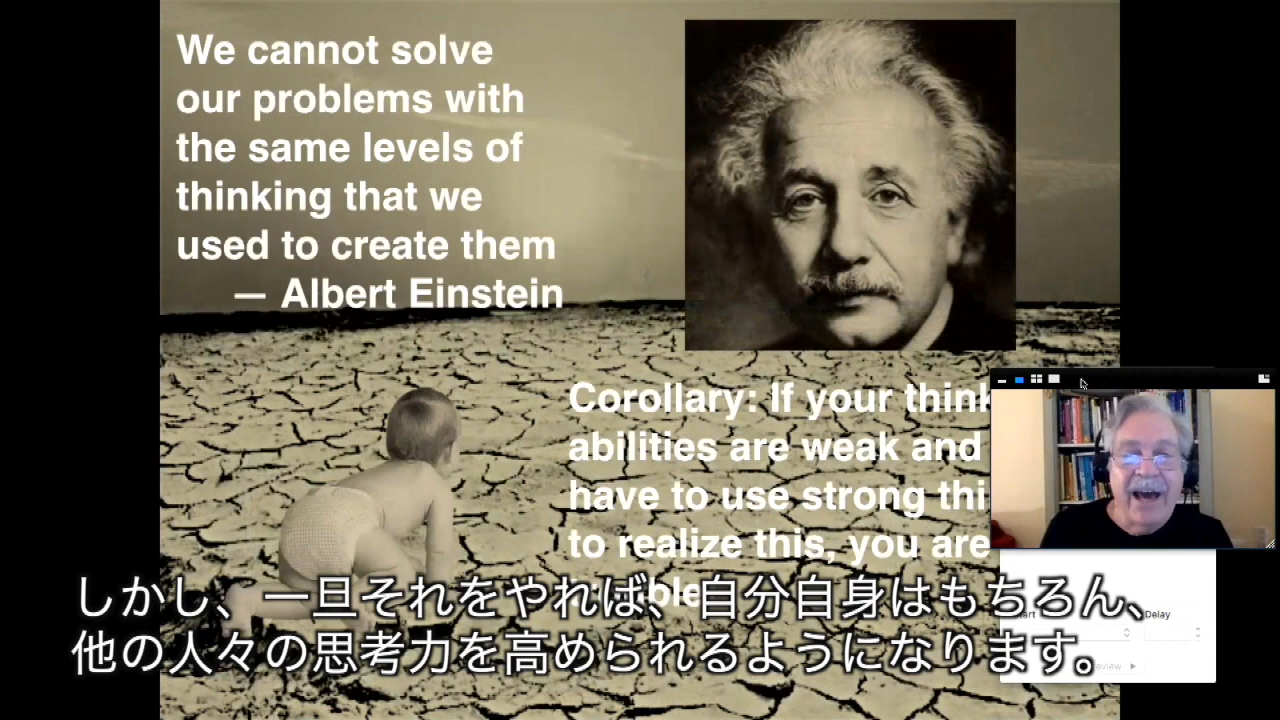 We cannot solve
our problems with
the same levels of
thinking that we
used to create them
— Albert Einstein
Corollary: If your think
abilities are weak and
have to use strong thi
to realize this, you are
Delay
しかし、一旦それをやれば、自分自身はもちろん、
他の人々の思考力を高められるようになります。